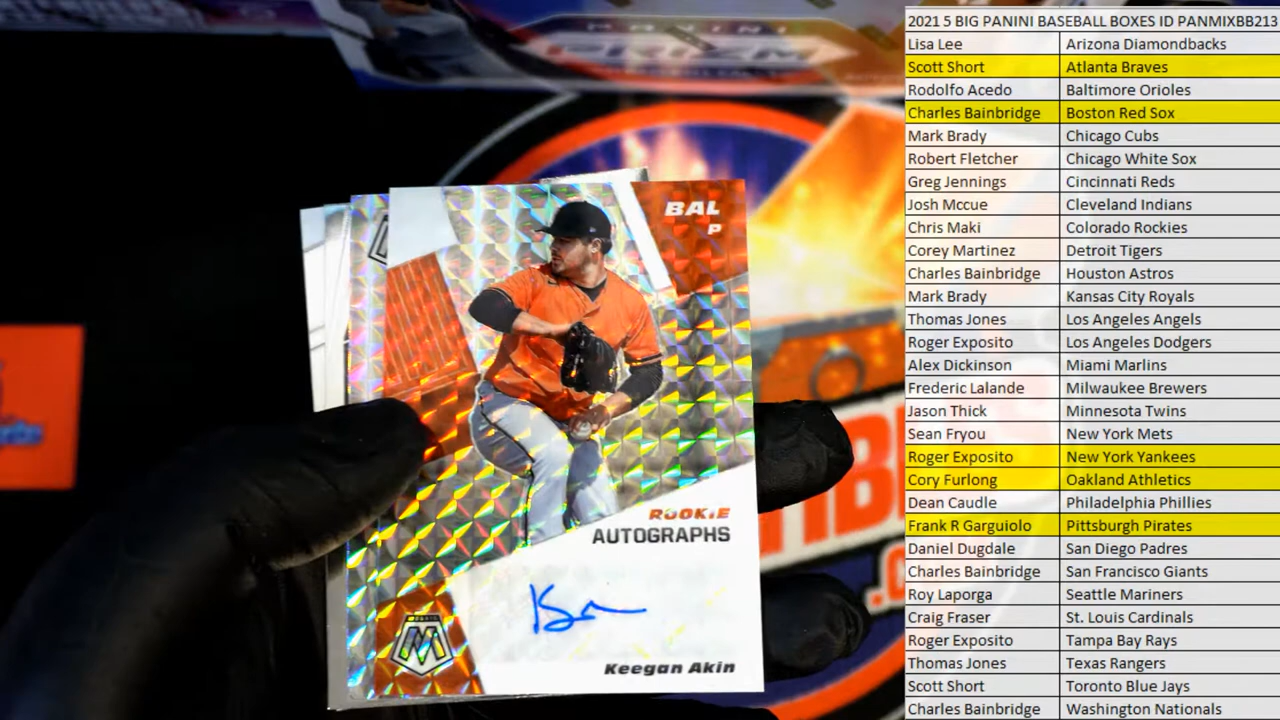 2021 5 BIG PANINI BASEBALL BOXES ID PANMIXBB213
Lisa Lee Arizona Diamondbacks
Scott Short Atlanta Braves
Rodolfo Acedo Baltimore Orioles
Charles Bainbridge Boston Red Sox
Mark Brady Chicago Cubs
Robert Fletcher Chicago White Sox
Greg Jennings Cincinnati Reds
Josh Mccue Cleveland Indians
Chris Maki Colorado Rockies
Corey Martinez Detroit Tigers
Charles Bainbridge Houston Astros
Mark Brady Kansas City Royals
Thomas Jones Los Angeles Angels
Roger Exposito Los Angeles Dodgers
Alex Dickinson Miami Marlins
Frederic Lalande Milwaukee Brewers
Jason Thick Minnesota Twins
Sean Fryou New York Mets
Roger Exposito New York Yankees
Cory Furlong Oakland Athletics
Dean Caudle Philadelphia Phillies
Frank R Garguiolo Pittsburgh Pirates
Daniel Dugdale San Diego Padres
Charles Bainbridge San Francisco Giants
Roy Laporga Seattle Mariners
Craig Fraser St. Louis Cardinals
Roger Exposito Tampa Bay Rays
Thomas Jones Texas Rangers
Scott Short Toronto Blue Jays
Charles Bainbridge Washington Nationals
PANINI
PRIZM
BAL
P
ROOKIE
AUTOGRAPHS
PANINI
M
Keegan Akin